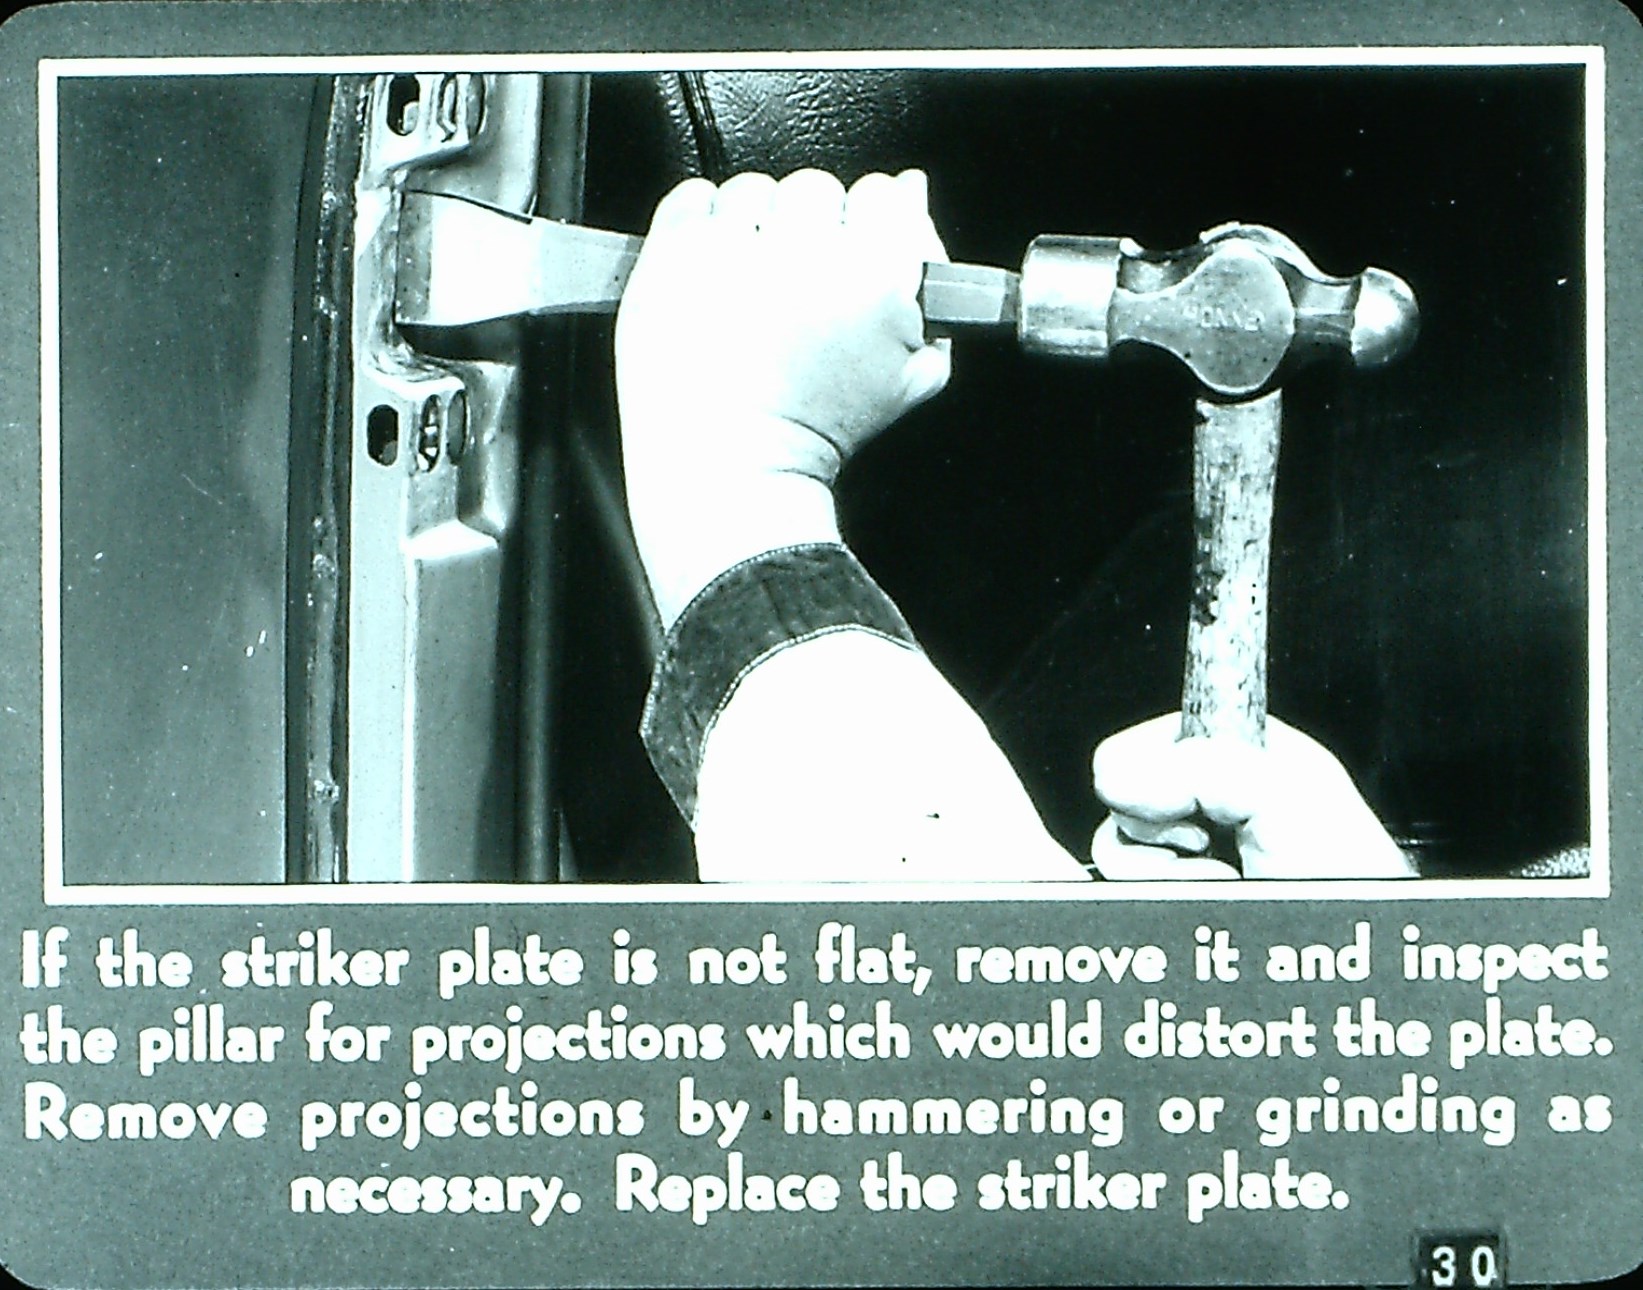 If the striker plate is not flat, remove it and inspect
the pillar for projections which would distort the plate.
Remove projections by hammering or grinding as
necessary. Replace the striker plate.
30